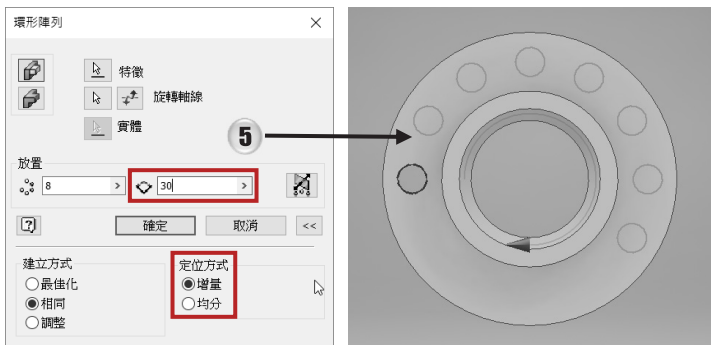 環形陣列
特徵
旋轉軸線
實體
5
放置
8 > 30 >
確定 取消 <<
建立方式
最佳化
相同
調整
定位方式
增量
均分